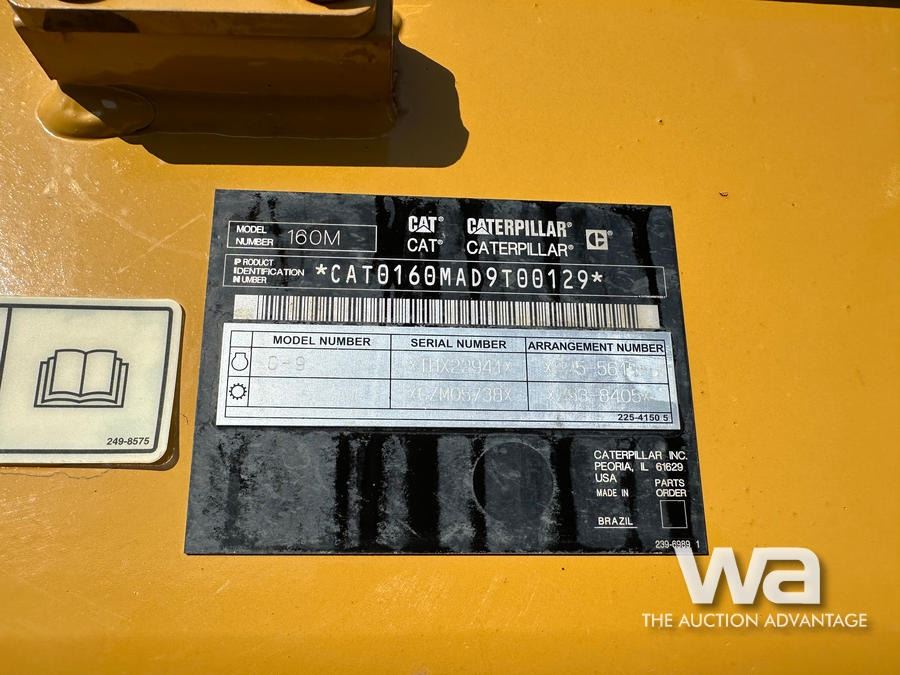 MODEL
NUMBER 160M
CAT® CATERPILLAR®
CAT® CATERPILLAR®
PRODUCT
IDENTIFICATION
NUMBER
*CAT0160MAD9T00129*
MODEL NUMBER SERIAL NUMBER ARRANGEMENT NUMBER
C-9
225-4150 5
249-8575
CATERPILLAR INC.
PEORIA, IL 61629
USA
MADE IN
BRAZIL
PARTS
ORDER
239-6989 1
wa
THE AUCTION ADVANTAGE